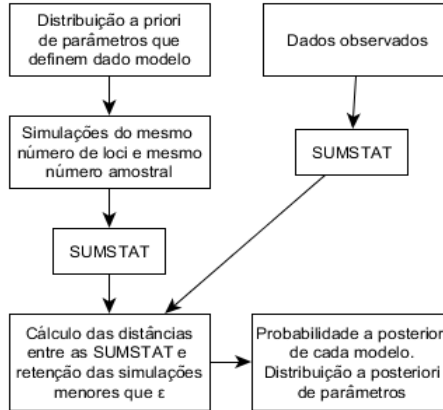 Distribuição a priori
de parâmetros que
definem dado modelo
Dados observados
Simulações do mesmo
número de loci e mesmo
número amostral
SUMSTAT
SUMSTAT
Cálculo das distâncias
entre as SUMSTAT e
retenção das simulações
menores que ε
Probabilidade a posterior
de cada modelo.
Distribuição a posteriori
de parâmetros